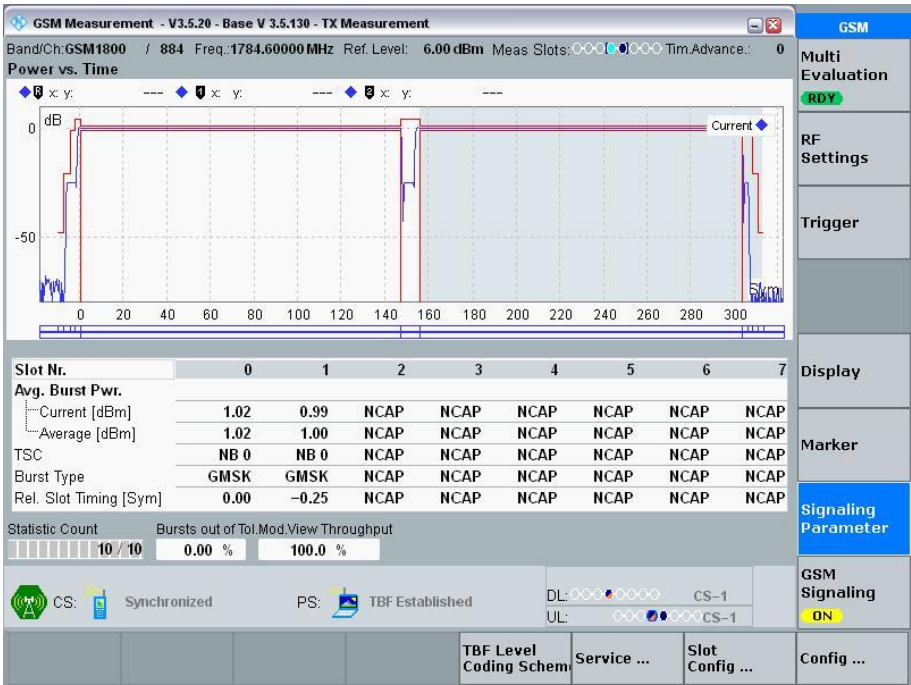 GSM Measurement - V3.5.20 - Base V 3.5.130 - TX Measurement
GSM
Band/Ch:GSM1800 / 884 Freq.:1784.60000 MHz Ref. Level: 6.00 dBm Meas Slots: Tim.Advance.: 0
Power vs. Time
Multi Evaluation
RDY
R x: y: --- 1 x: y: --- 2 x: y: ---
dB
Current
0
-50
Sym
0 20 40 60 80 100 120 140 160 180 200 220 240 260 280 300
RF Settings
Trigger
Slot Nr. 0 1 2 3 4 5 6 7
Avg. Burst Pwr.
Current [dBm] 1.02 0.99 NCAP NCAP NCAP NCAP NCAP NCAP
Average [dBm] 1.02 1.00 NCAP NCAP NCAP NCAP NCAP NCAP
TSC NB 0 NB 0 NCAP NCAP NCAP NCAP NCAP NCAP
Burst Type GMSK GMSK NCAP NCAP NCAP NCAP NCAP NCAP
Rel. Slot Timing [Sym] 0.00 −0.25 NCAP NCAP NCAP NCAP NCAP NCAP
Display
Marker
Signaling Parameter
Statistic Count Bursts out of Tol. Mod.View Throughput
10 / 10 0.00 % 100.0 %
CS: Synchronized PS: TBF Established
DL: CS-1
UL: CS-1
GSM Signaling
ON
TBF Level
Coding Schem
Service ...
Slot
Config ...
Config ...